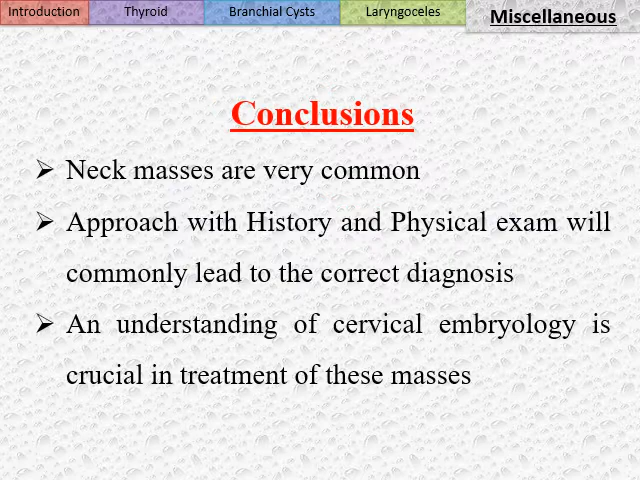 Introduction Thyroid Branchial Cysts Laryngoceles Miscellaneous
Conclusions
➢ Neck masses are very common
➢ Approach with History and Physical exam will
commonly lead to the correct diagnosis
➢ An understanding of cervical embryology is
crucial in treatment of these masses